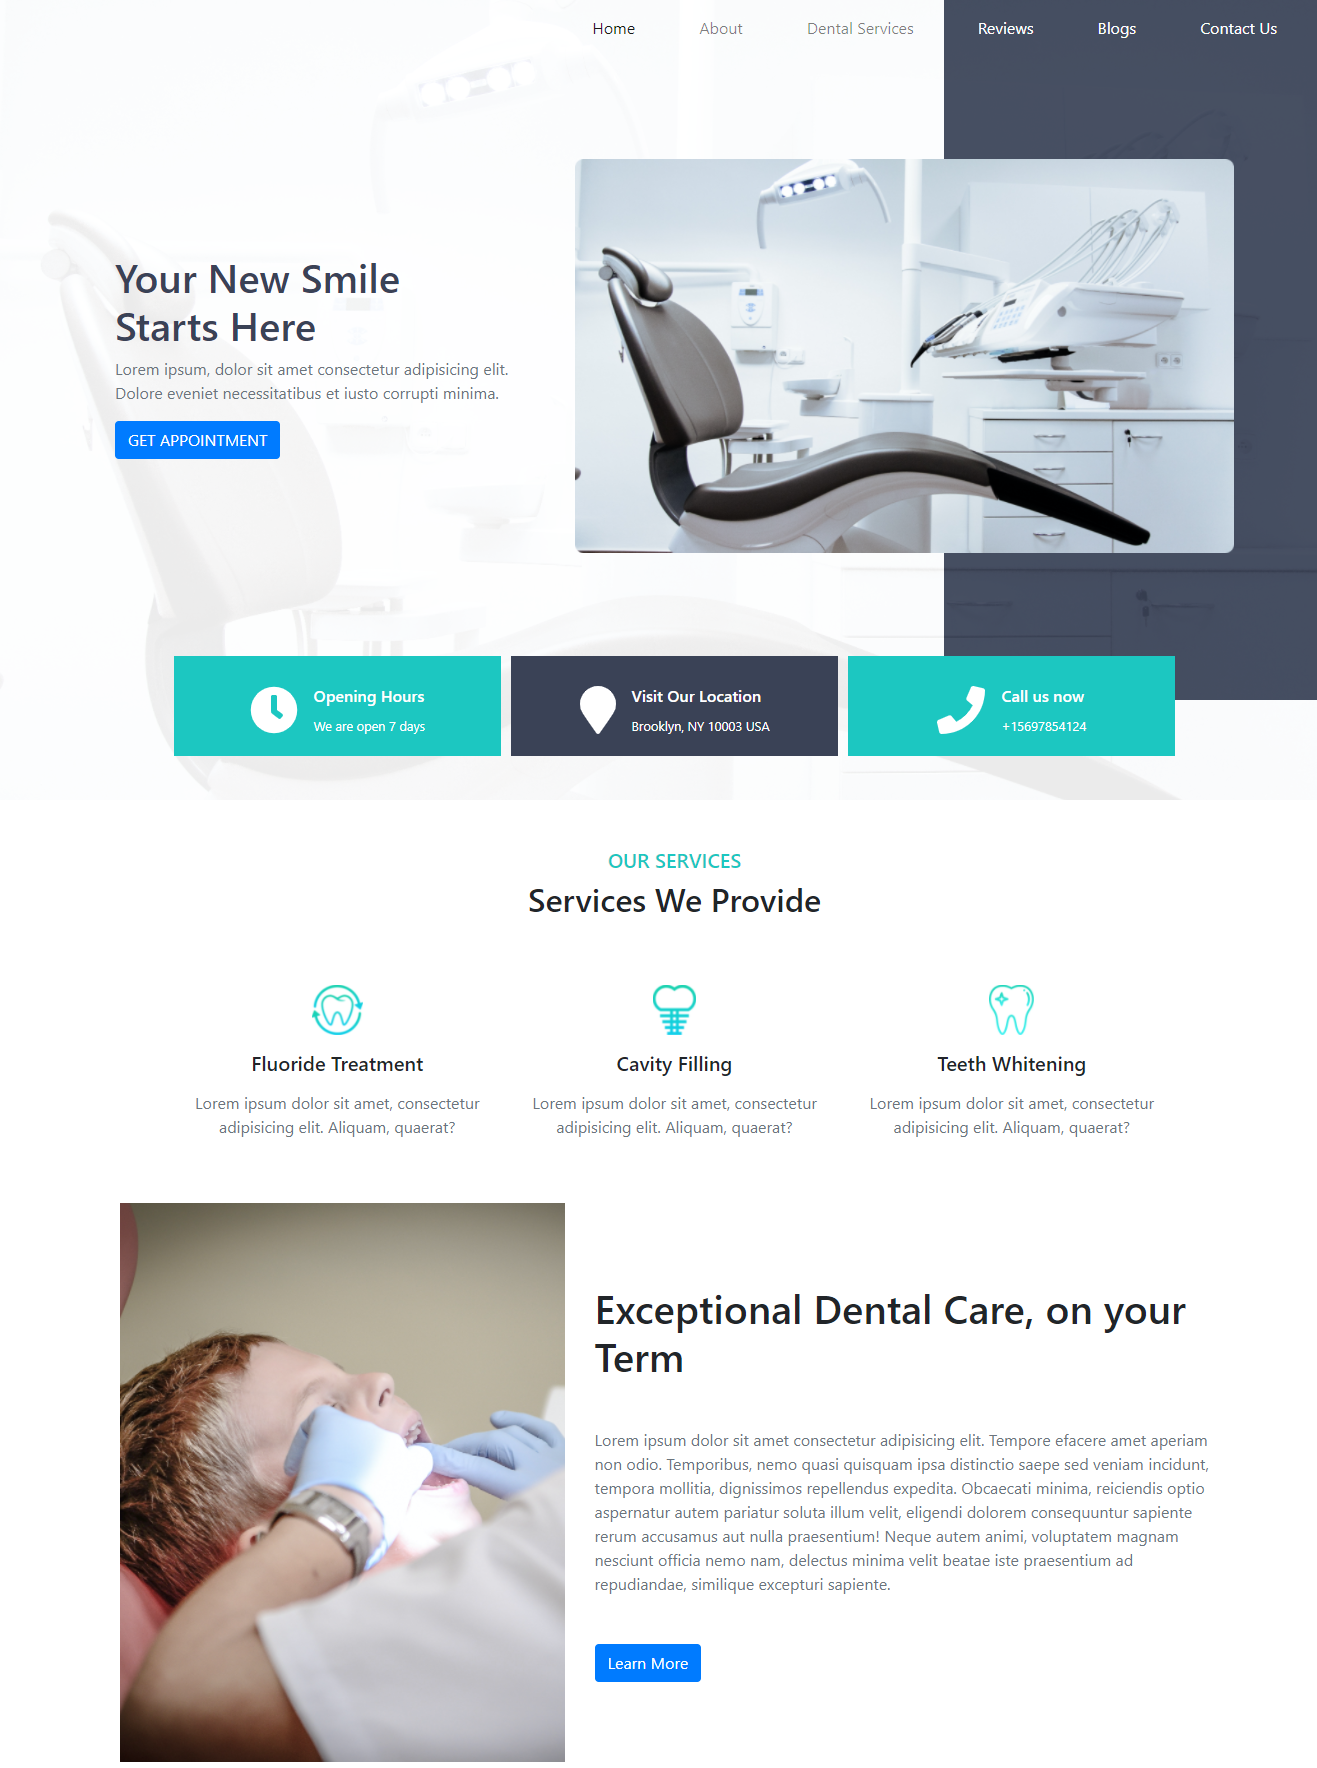 Home About Dental Services Reviews Blogs Contact Us
Your New Smile
Starts Here
Lorem ipsum, dolor sit amet consectetur adipisicing elit.
Dolore eveniet necessitatibus et iusto corrupti minima.
GET APPOINTMENT
Opening Hours
We are open 7 days
Visit Our Location
Brooklyn, NY 10003 USA
Call us now
+15697854124
OUR SERVICES
Services We Provide
Fluoride Treatment
Lorem ipsum dolor sit amet, consectetur
adipisicing elit. Aliquam, quaerat?
Cavity Filling
Lorem ipsum dolor sit amet, consectetur
adipisicing elit. Aliquam, quaerat?
Teeth Whitening
Lorem ipsum dolor sit amet, consectetur
adipisicing elit. Aliquam, quaerat?
Exceptional Dental Care, on your
Term
Lorem ipsum dolor sit amet consectetur adipisicing elit. Tempore efacere amet aperiam
non odio. Temporibus, nemo quasi quisquam ipsa distinctio saepe sed veniam incidunt,
tempora mollitia, dignissimos repellendus expedita. Obcaecati minima, reiciendis optio
aspernatur autem pariatur soluta illum velit, eligendi dolorem consequuntur sapiente
rerum accusamus aut nulla praesentium! Neque autem animi, voluptatem magnam
nesciunt officia nemo nam, delectus minima velit beatae iste praesentium ad
repudiandae, similique excepturi sapiente.
Learn More